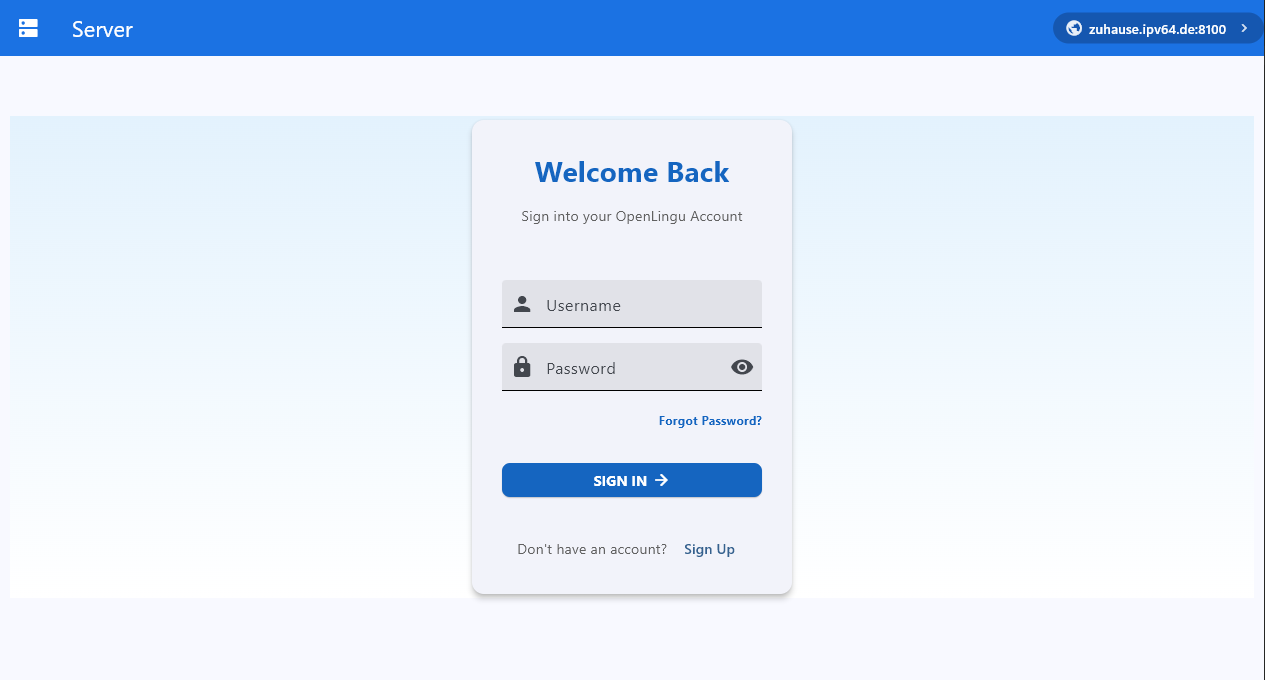 Server
zuhause.ipv64.de:8100
Welcome Back
Sign into your OpenLingu Account
Username
Password
Forgot Password?
SIGN IN
Don't have an account? Sign Up